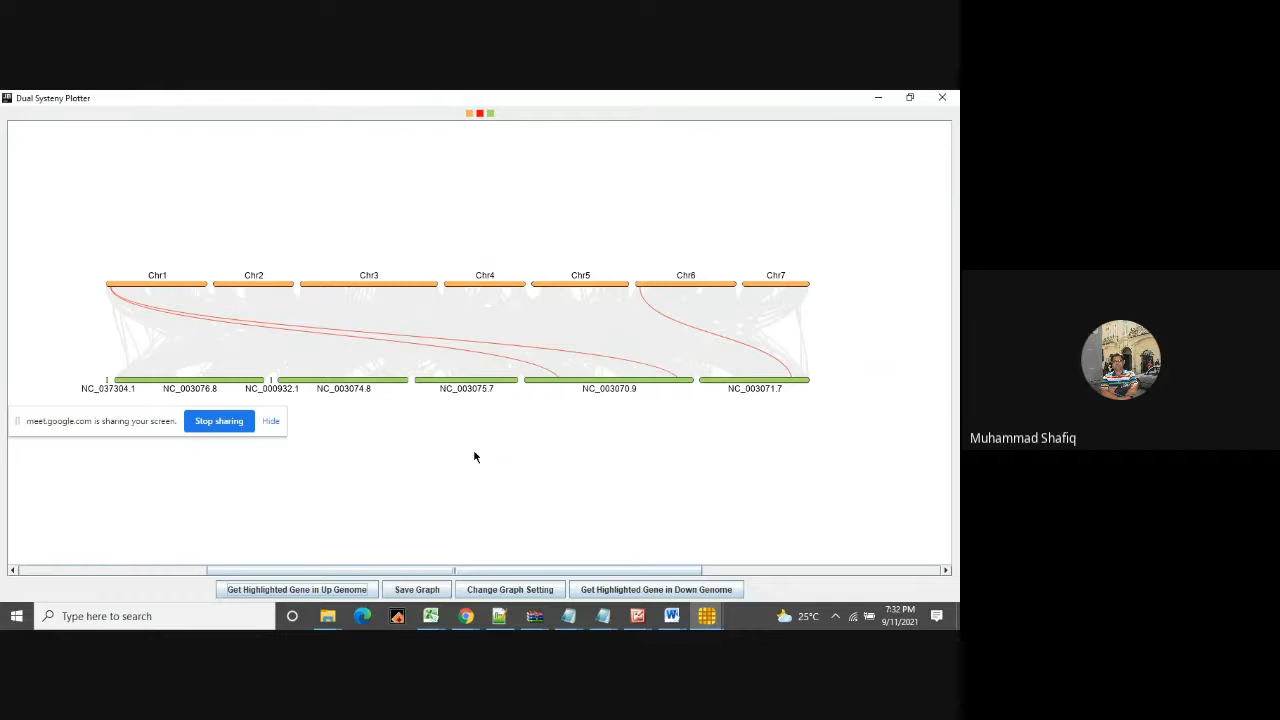 Dual Systeny Plotter
Chr1 Chr2 Chr3 Chr4 Chr5 Chr6 Chr7
NC_037304.1 NC_003076.8 NC_000932.1 NC_003074.8 NC_003075.7 NC_003070.9 NC_003071.7
meet.google.com is sharing your screen. Stop sharing Hide
Muhammad Shafiq
Get Highlighted Gene in Up Genome Save Graph Change Graph Setting Get Highlighted Gene in Down Genome
Type here to search
25°C
7:32 PM
9/11/2021